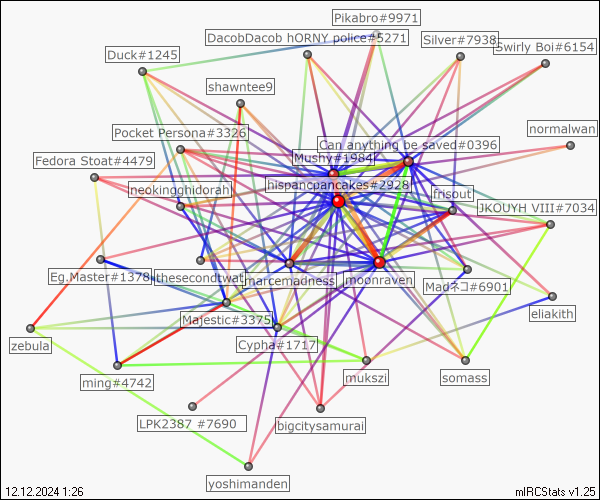 Pikabro#9971
DacobDacob hORNY police#5271
Silver#7938
Swirly Boi#6154
Duck#1245
shawntee9
normalwan
Pocket Persona#3326
Can anything be saved#0396
Mushy#1984
Fedora Stoat#4479
hispancpancakes#2928
neokingghidorah
frisout
JKOUYH VIII#7034
Eg.Master#1378
thesecondtwat
marcemadness
moonraven
Madネコ#6901
eliakith
Majestic#3375
zebula
Cypha#1717
ming#4742
mukszi
somass
LPK2387 #7690
bigcitysamurai
yoshimanden
12.12.2024 1:26
mIRCStats v1.25